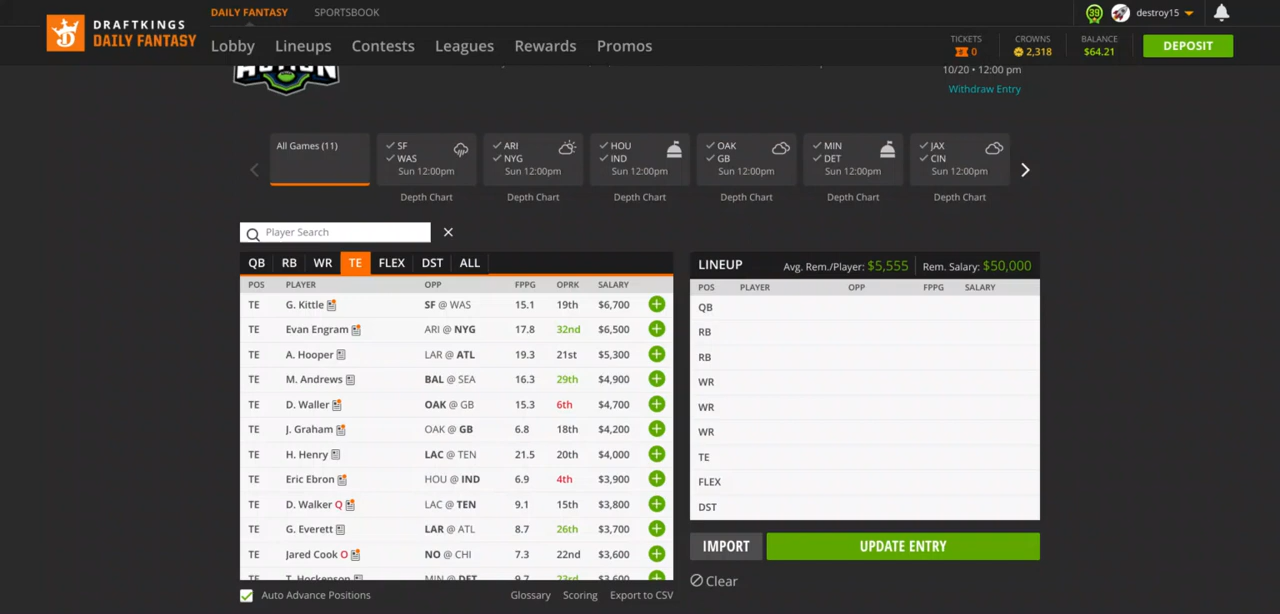 DRAFTKINGS
DAILY FANTASY
DAILY FANTASY SPORTSBOOK
39 destroy15
Lobby Lineups Contests Leagues Rewards Promos
TICKETS CROWNS BALANCE
0 2,318 $64.21
DEPOSIT
ACTION
10/20 • 12:00 pm
Withdraw Entry
All Games (11)
SF
WAS
Sun 12:00pm
Depth Chart
ARI
NYG
Sun 12:00pm
Depth Chart
HOU
IND
Sun 12:00pm
Depth Chart
OAK
GB
Sun 12:00pm
Depth Chart
MIN
DET
Sun 12:00pm
Depth Chart
JAX
CIN
Sun 12:00pm
Depth Chart
Player Search
QB RB WR TE FLEX DST ALL
POS PLAYER OPP FPPG OPRK SALARY
TE G. Kittle SF @ WAS 15.1 19th $6,700
TE Evan Engram ARI @ NYG 17.8 32nd $6,500
TE A. Hooper LAR @ ATL 19.3 21st $5,300
TE M. Andrews BAL @ SEA 16.3 29th $4,900
TE D. Waller OAK @ GB 15.3 6th $4,700
TE J. Graham OAK @ GB 6.8 18th $4,200
TE H. Henry LAC @ TEN 21.5 20th $4,000
TE Eric Ebron HOU @ IND 6.9 4th $3,900
TE D. Walker Q LAC @ TEN 9.1 15th $3,800
TE G. Everett LAR @ ATL 8.7 26th $3,700
TE Jared Cook O NO @ CHI 7.3 22nd $3,600
TE T. Hockenson MIN @ DET 9.7 23rd $3,600
Auto Advance Positions
Glossary Scoring Export to CSV
LINEUP Avg. Rem./Player: $5,555 Rem. Salary: $50,000
POS PLAYER OPP FPPG SALARY
QB
RB
RB
WR
WR
WR
TE
FLEX
DST
IMPORT UPDATE ENTRY
Clear